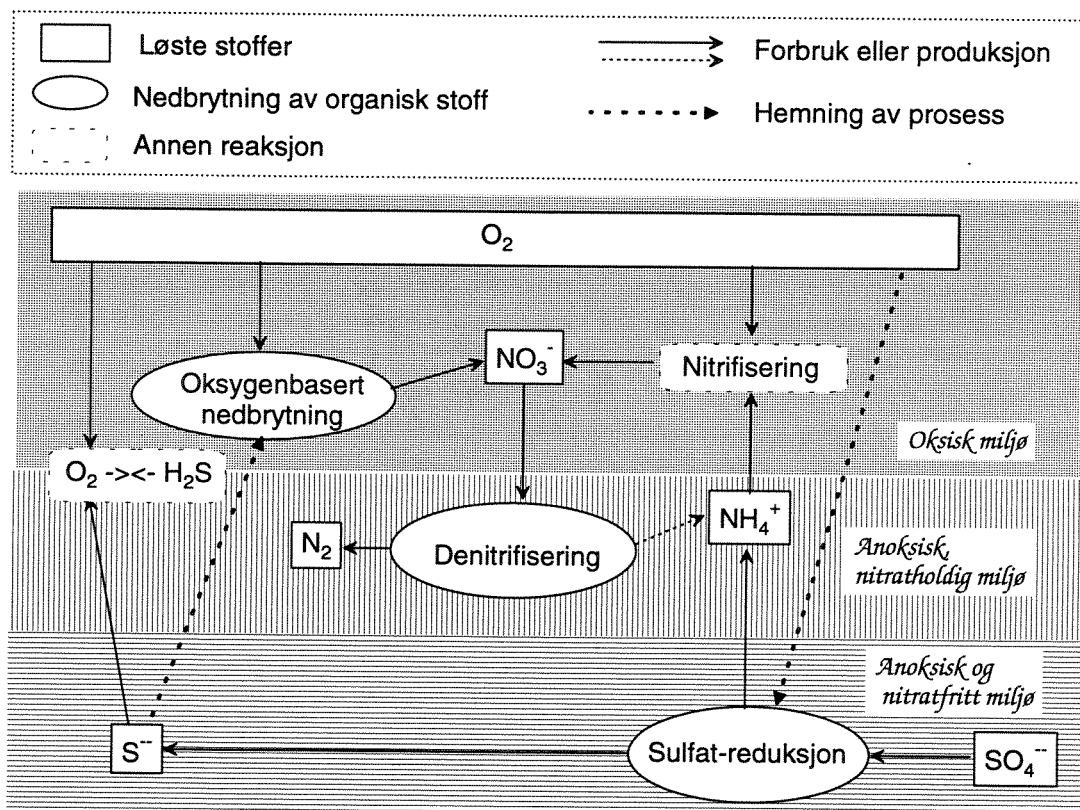 Løste stoffer
Nedbrytning av organisk stoff
Annen reaksjon
Forbruk eller produksjon
Hemning av prosess
O₂
Oksygenbasert
nedbrytning
NO₃⁻
Nitrifisering
Oksisk miljø
O₂ -><- H₂S
N₂
Denitrifisering
NH₄⁺
Anoksisk,
nitratholdig miljø
Anoksisk og
nitratfritt miljø
S⁻⁻
Sulfat-reduksjon
SO₄⁻⁻